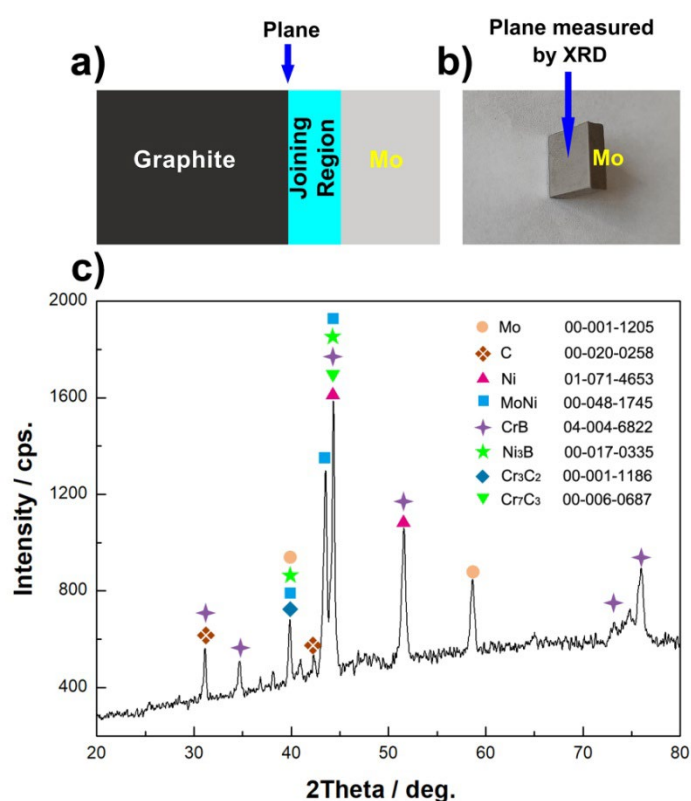 Plane
a)
Graphite
Joining
Region
Mo
Plane measured
by XRD
b)
Mo
c)
Intensity / cps.
2000
1600
1200
800
400
Mo 00-001-1205
C 00-020-0258
Ni 01-071-4653
MoNi 00-048-1745
CrB 04-004-6822
Ni₃B 00-017-0335
Cr₃C₂ 00-001-1186
Cr₇C₃ 00-006-0687
20 30 40 50 60 70 80
2Theta / deg.